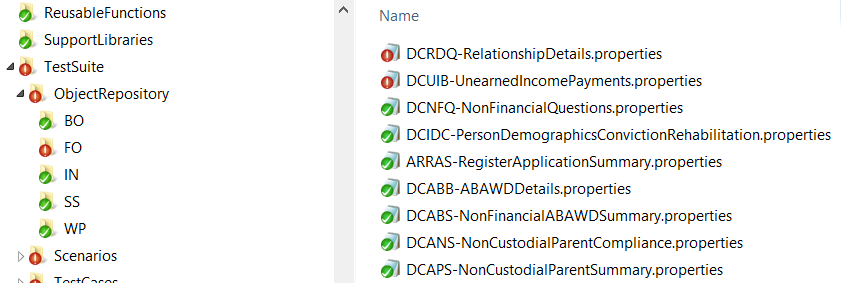 ReusableFunctions
SupportLibraries
TestSuite
ObjectRepository
BO
FO
IN
SS
WP
Scenarios
TestCases
Name
DCRDQ-RelationshipDetails.properties
DCUIB-UnearnedIncomePayments.properties
DCNFQ-NonFinancialQuestions.properties
DCIDC-PersonDemographicsConvictionRehabilitation.properties
ARRAS-RegisterApplicationSummary.properties
DCABB-ABAWDDetails.properties
DCABS-NonFinancialABAWDSummary.properties
DCANS-NonCustodialParentCompliance.properties
DCAPS-NonCustodialParentSummary.properties